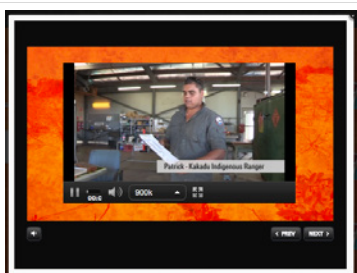 Patrick - Kakadu Indigenous Ranger
900k
< PREV
NEXT >